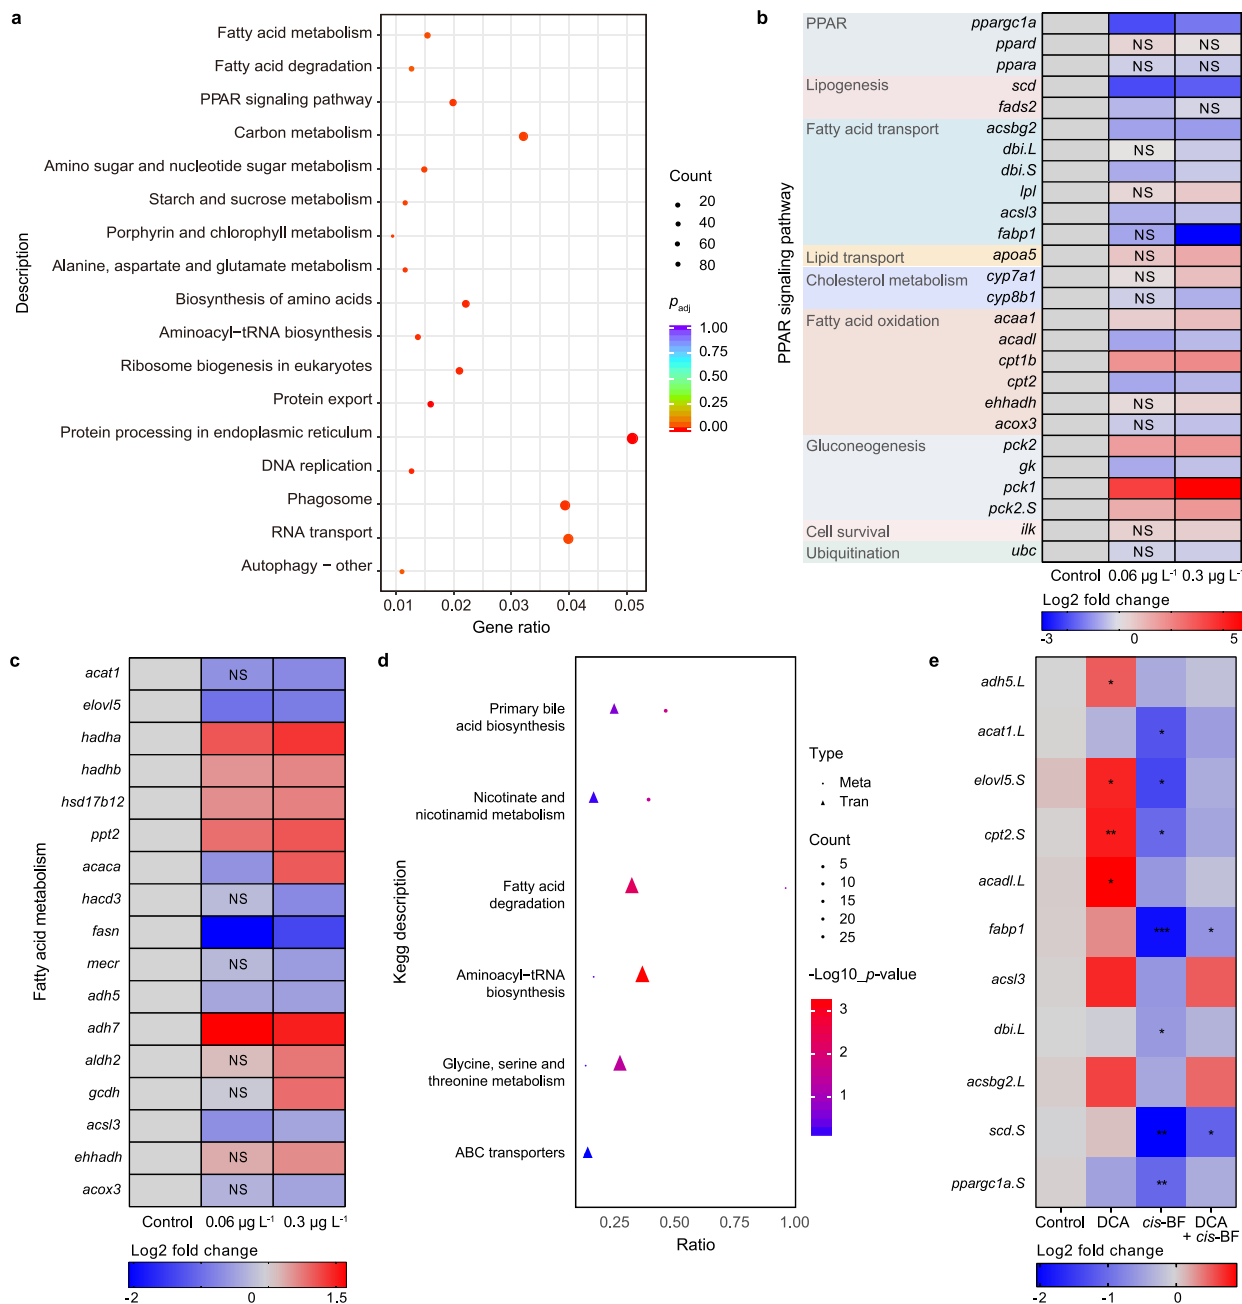 a
Description
Fatty acid metabolism
Fatty acid degradation
PPAR signaling pathway
Carbon metabolism
Amino sugar and nucleotide sugar metabolism
Starch and sucrose metabolism
Porphyrin and chlorophyll metabolism
Alanine, aspartate and glutamate metabolism
Biosynthesis of amino acids
Aminoacyl−tRNA biosynthesis
Ribosome biogenesis in eukaryotes
Protein export
Protein processing in endoplasmic reticulum
DNA replication
Phagosome
RNA transport
Autophagy − other
0.01 0.02 0.03 0.04 0.05
Gene ratio
Count
20
40
60
80
p adj
1.00
0.75
0.50
0.25
0.00
b
PPAR signaling pathway
PPAR ppargc1a
ppard NS NS
ppara NS NS
Lipogenesis scd
fads2 NS
Fatty acid transport acsbg2
dbi.L NS
dbi.S
lpl NS
acsl3
fabp1 NS
Lipid transport apoa5 NS
Cholesterol metabolism cyp7a1 NS
cyp8b1 NS
Fatty acid oxidation acaa1
acadl
cpt1b
cpt2
ehhadh NS
acox3 NS
Gluconeogenesis pck2
gk
pck1
pck2.S
Cell survival ilk NS
Ubiquitination ubc NS
Control 0.06 µg L⁻¹ 0.3 µg L⁻¹
Log2 fold change
-3 0 5
c
Fatty acid metabolism
acat1 NS
elovl5
hadha
hadhb
hsd17b12
ppt2
acaca
hacd3 NS
fasn
mecr NS
adh5
adh7
aldh2 NS
gcdh NS
acsl3
ehhadh NS
acox3 NS
Control 0.06 µg L⁻¹ 0.3 µg L⁻¹
Log2 fold change
-2 0 1.5
d
Kegg description
Primary bile
acid biosynthesis
Nicotinate and
nicotinamid metabolism
Fatty acid
degradation
Aminoacyl−tRNA
biosynthesis
Glycine, serine and
threonine metabolism
ABC transporters
0.25 0.50 0.75 1.00
Ratio
Type
Meta
Tran
Count
5
10
15
20
25
-Log10_p-value
3
2
1
e
adh5.L *
acat1.L *
elovl5.S * *
cpt2.S ** *
acadl.L *
fabp1 *** *
acsl3
dbi.L *
acsbg2.L
scd.S ** *
ppargc1a.S **
Control DCA cis-BF DCA
+ cis-BF
Log2 fold change
-2 -1 0